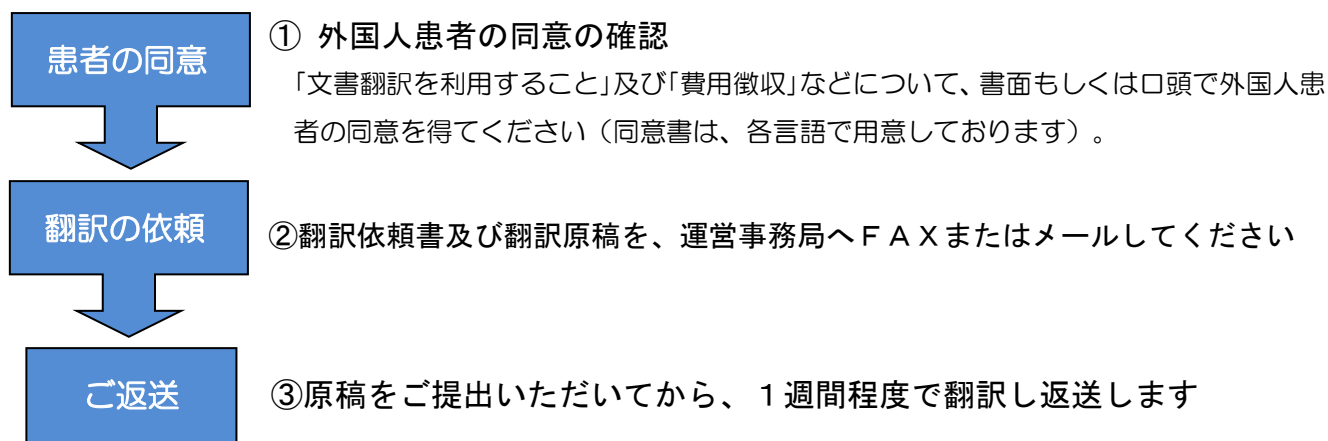 患者の同意
① 外国人患者の同意の確認
「文書翻訳を利用すること」及び「費用徴収」などについて、書面もしくは口頭で外国人患
者の同意を得てください（同意書は、各言語で用意しております）。
翻訳の依頼
②翻訳依頼書及び翻訳原稿を、運営事務局へＦＡＸまたはメールしてください
ご返送
③原稿をご提出いただいてから、１週間程度で翻訳し返送します